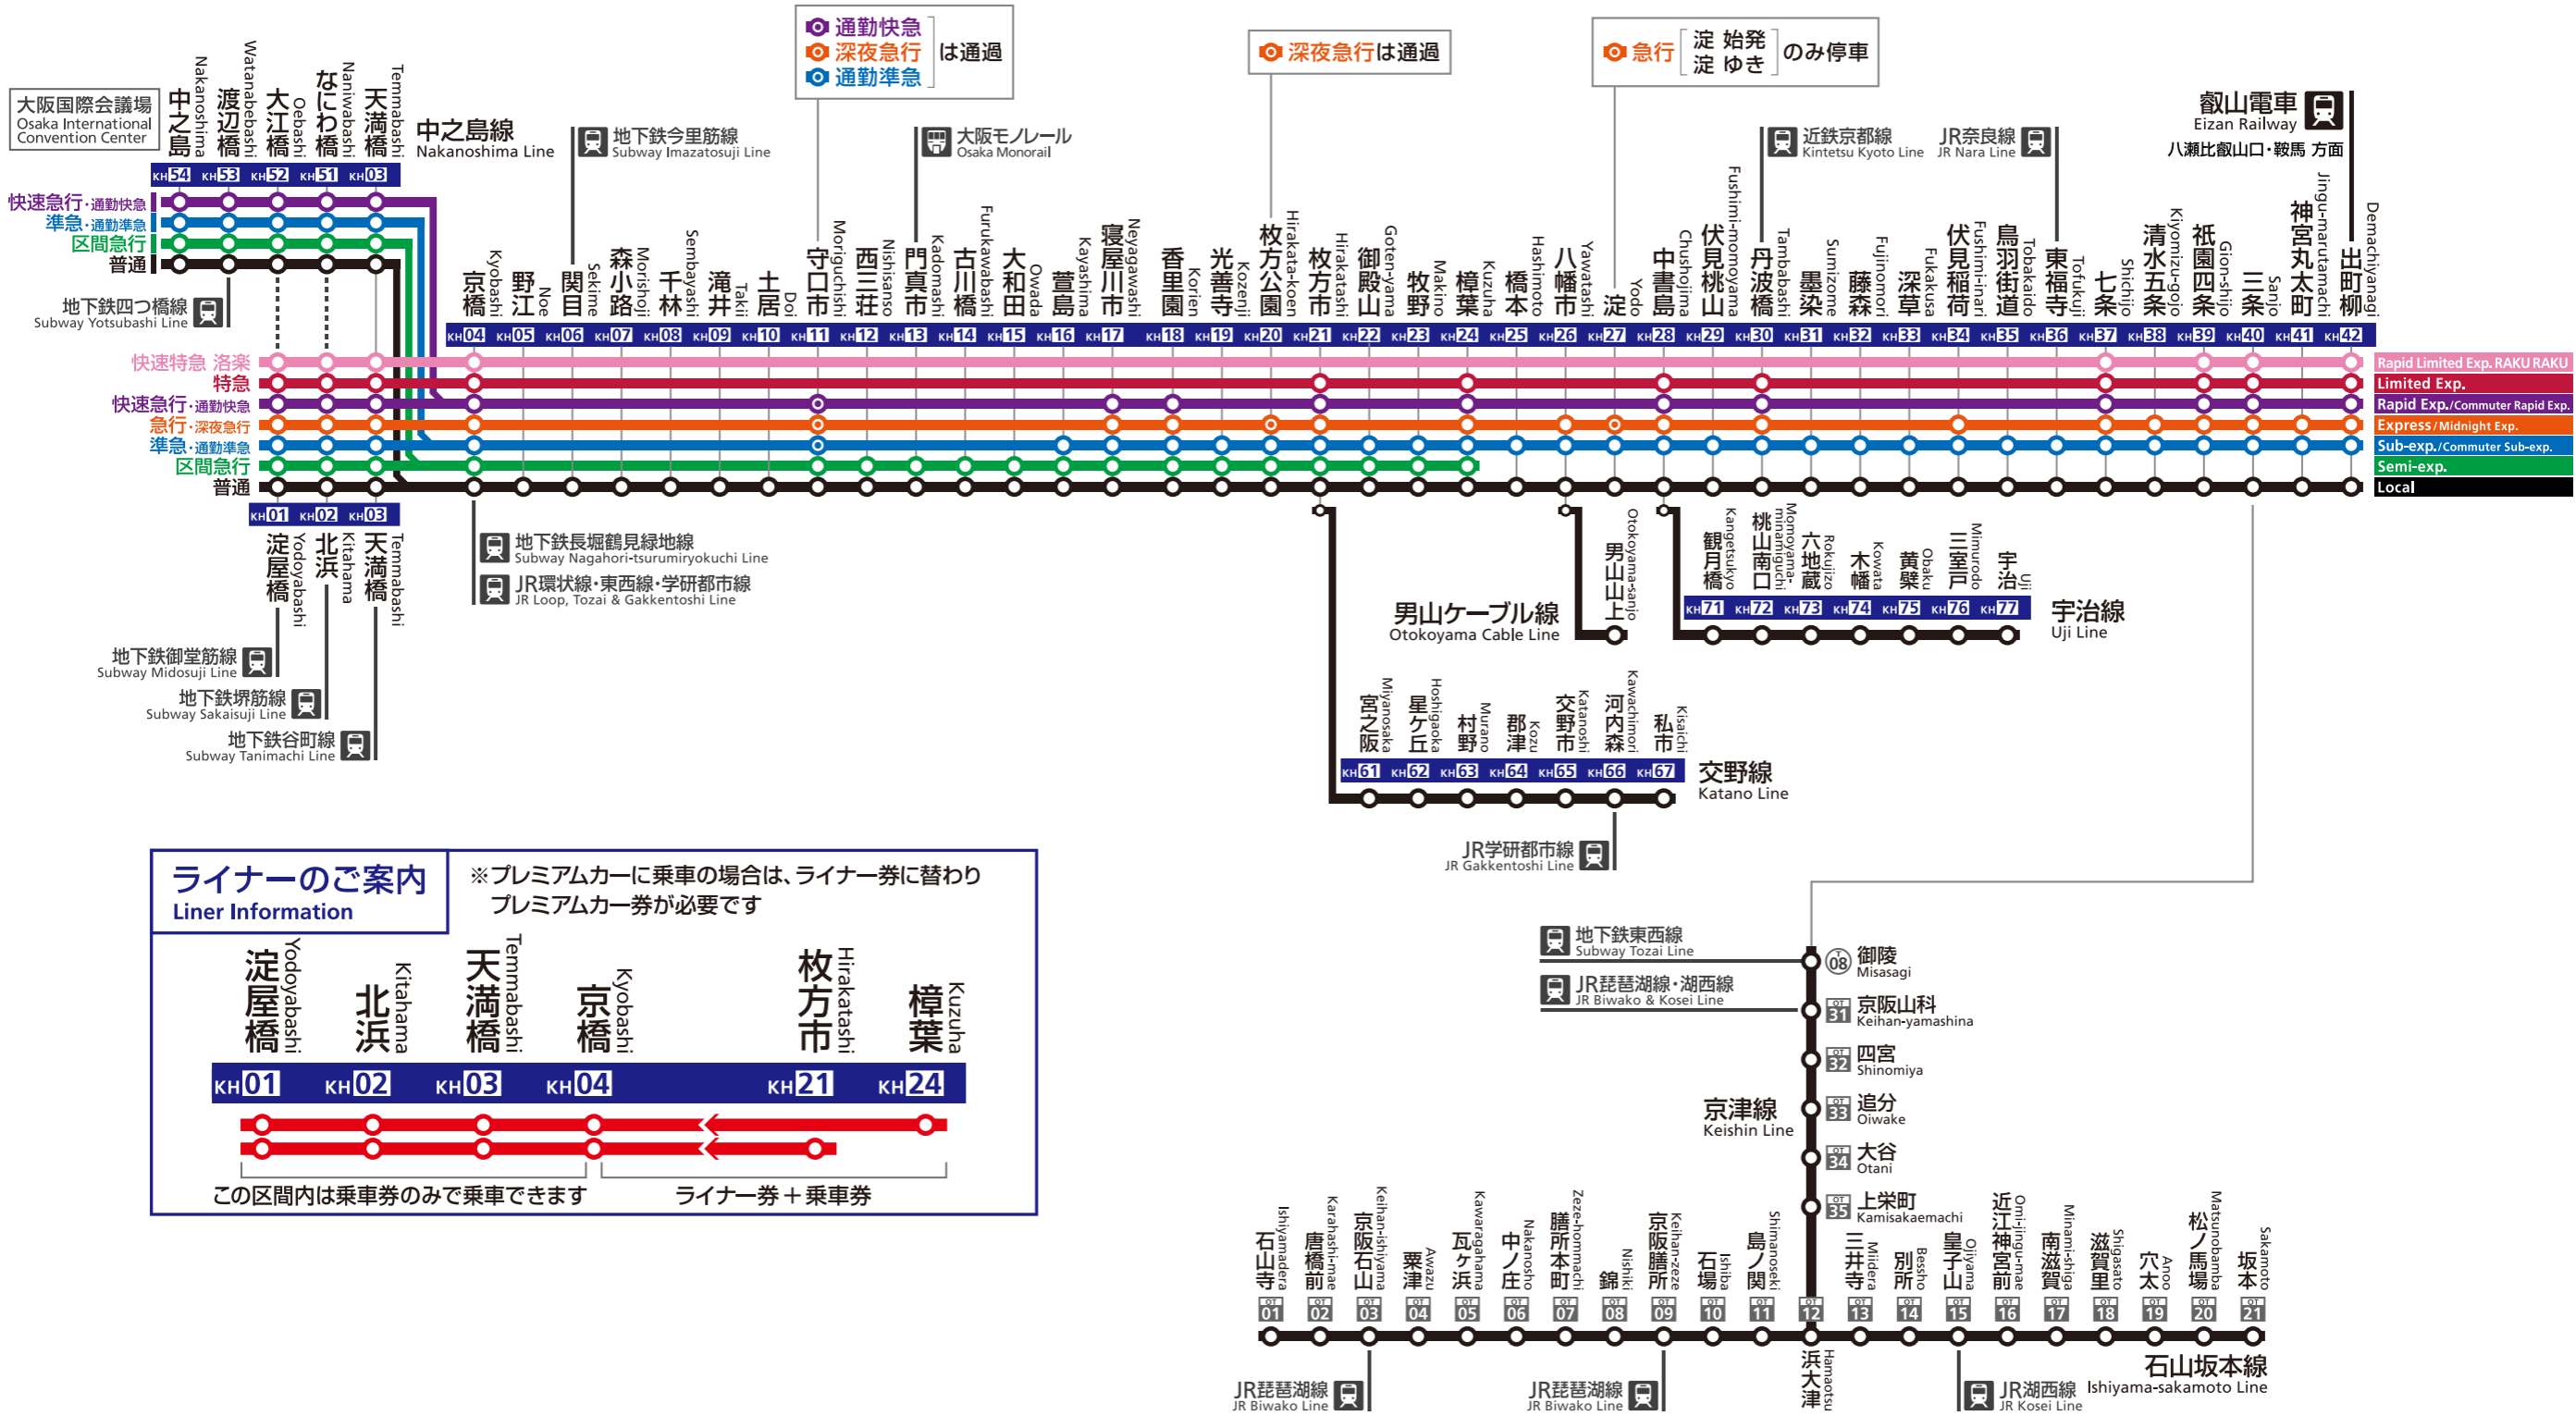 通勤快急
深夜急行
通勤準急
は通過
深夜急行は通過
急行
淀 始発
淀 ゆき
のみ停車
大阪国際会議場
Osaka International
Convention Center
中之島
Nakanoshima
渡辺橋
Watanabebashi
大江橋
Oebashi
なにわ橋
Naniwabashi
天満橋
Temmabashi
中之島線
Nakanoshima Line
KH54 KH53 KH52 KH51 KH03
快速急行・通勤快急
準急・通勤準急
区間急行
普通
地下鉄四つ橋線
Subway Yotsubashi Line
地下鉄今里筋線
Subway Imazatosuji Line
大阪モノレール
Osaka Monorail
近鉄京都線
Kintetsu Kyoto Line
JR奈良線
JR Nara Line
叡山電車
Eizan Railway
八瀬比叡山口・鞍馬 方面
京橋
Kyobashi
野江
Noe
関目
Sekime
森小路
Morishoji
千林
Sembayashi
滝井
Takii
土居
Doi
守口市
Moriguchishi
西三荘
Nishisanso
門真市
Kadomashi
古川橋
Furukawabashi
大和田
Owada
萱島
Kayashima
寝屋川市
Neyagawashi
香里園
Korien
光善寺
Kozenji
枚方公園
Hirakata-koen
枚方市
Hirakatashi
御殿山
Goten-yama
牧野
Makino
樟葉
Kuzuha
橋本
Hashimoto
八幡市
Yawatashi
淀
Yodo
中書島
Chushojima
伏見桃山
Fushimi-momoyama
丹波橋
Tambabashi
墨染
Sumizome
藤森
Fujinomori
深草
Fukakusa
伏見稲荷
Fushimi-inari
鳥羽街道
Tobakaido
東福寺
Tofukuji
七条
Shichijo
清水五条
Kiyomizu-gojo
祇園四条
Gion-shijo
三条
Sanjo
神宮丸太町
Jingu-marutamachi
出町柳
Demachiyanagi
KH04 KH05 KH06 KH07 KH08 KH09 KH10 KH11 KH12 KH13 KH14 KH15 KH16 KH17 KH18 KH19 KH20 KH21 KH22 KH23 KH24 KH25 KH26 KH27 KH28 KH29 KH30 KH31 KH32 KH33 KH34 KH35 KH36 KH37 KH38 KH39 KH40 KH41 KH42
快速特急 洛楽
Rapid Limited Exp. RAKU RAKU
特急
Limited Exp.
快速急行・通勤快急
Rapid Exp./Commuter Rapid Exp.
急行・深夜急行
Express/Midnight Exp.
準急・通勤準急
Sub-exp./Commuter Sub-exp.
区間急行
Semi-exp.
普通
Local
KH01 KH02 KH03
淀屋橋
Yodoyabashi
北浜
Kitahama
天満橋
Temmabashi
地下鉄御堂筋線
Subway Midosuji Line
地下鉄堺筋線
Subway Sakaisuji Line
地下鉄谷町線
Subway Tanimachi Line
地下鉄長堀鶴見緑地線
Subway Nagahori-tsurumiryokuchi Line
JR環状線・東西線・学研都市線
JR Loop, Tozai & Gakkentoshi Line
男山ケーブル線
Otokoyama Cable Line
男山山上
Otokoyama-sanjo
観月橋
Kangetsukyo
桃山南口
Momoyama-minamiguchi
六地蔵
Rokujizo
木幡
Kowata
黄檗
Obaku
三室戸
Mimurodo
宇治
Uji
KH71 KH72 KH73 KH74 KH75 KH76 KH77
宇治線
Uji Line
宮之阪
Miyanosaka
星ケ丘
Hoshigaoka
村野
Murano
郡津
Kozu
交野市
Katanoshi
河内森
Kawachimori
私市
Kisaichi
KH61 KH62 KH63 KH64 KH65 KH66 KH67
交野線
Katano Line
JR学研都市線
JR Gakkentoshi Line
ライナーのご案内
Liner Information
※プレミアムカーに乗車の場合は、ライナー券に替わり
プレミアムカー券が必要です
淀屋橋
Yodoyabashi
北浜
Kitahama
天満橋
Temmabashi
京橋
Kyobashi
枚方市
Hirakatashi
樟葉
Kuzuha
KH01 KH02 KH03 KH04 KH21 KH24
この区間内は乗車券のみで乗車できます
ライナー券+乗車券
地下鉄東西線
Subway Tozai Line
JR琵琶湖線・湖西線
JR Biwako & Kosei Line
T08 御陵
Misasagi
OT31 京阪山科
Keihan-yamashina
OT32 四宮
Shinomiya
OT33 追分
Oiwake
OT34 大谷
Otani
OT35 上栄町
Kamisakaemachi
京津線
Keishin Line
石山寺
Ishiyamadera
唐橋前
Karahashi-mae
京阪石山
Keihan-ishiyama
粟津
Awazu
瓦ヶ浜
Kawaragahama
中ノ庄
Nakanosho
膳所本町
Zeze-hommachi
錦
Nishiki
京阪膳所
Keihan-zeze
石場
Ishiba
島ノ関
Shimanoseki
三井寺
Miidera
別所
Bessho
皇子山
Ojiyama
近江神宮前
Omi-jingu-mae
南滋賀
Minami-shiga
滋賀里
Shigasato
穴太
Anoo
松ノ馬場
Matsunobamba
坂本
Sakamoto
OT01 OT02 OT03 OT04 OT05 OT06 OT07 OT08 OT09 OT10 OT11 OT12 OT13 OT14 OT15 OT16 OT17 OT18 OT19 OT20 OT21
浜大津
Hamaotsu
石山坂本線
Ishiyama-sakamoto Line
JR琵琶湖線
JR Biwako Line
JR琵琶湖線
JR Biwako Line
JR湖西線
JR Kosei Line